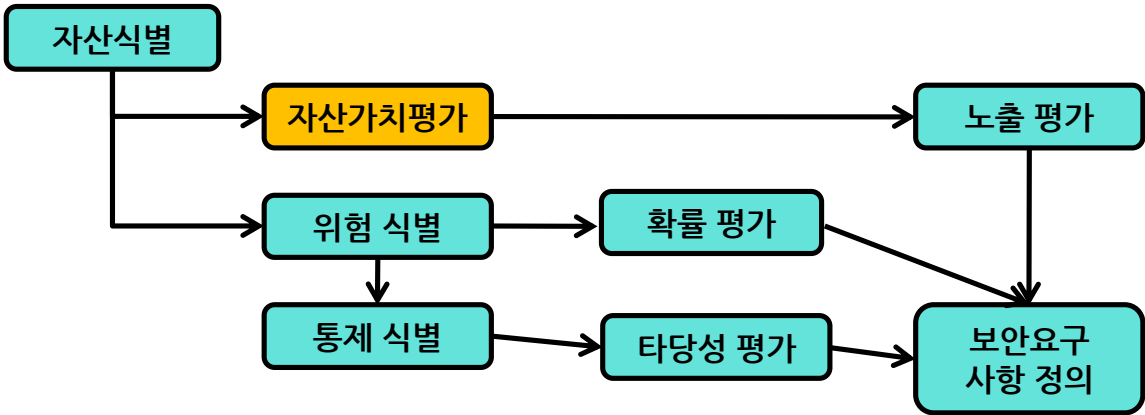 자산식별
자산가치평가
노출 평가
위험 식별
확률 평가
통제 식별
타당성 평가
보안요구
사항 정의